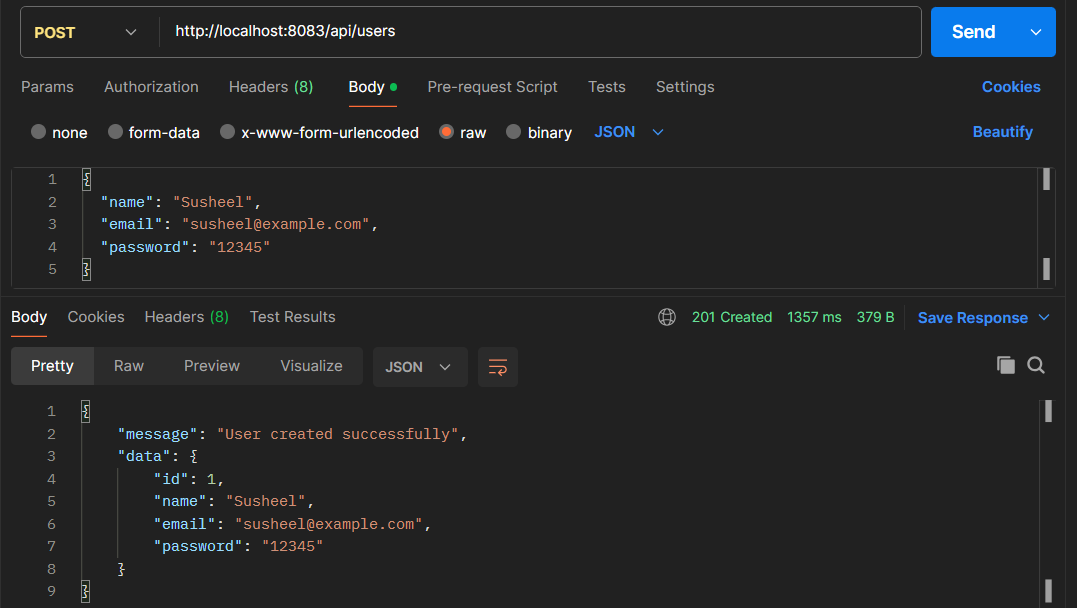 POST http://localhost:8083/api/users Send
Params Authorization Headers (8) Body Pre-request Script Tests Settings Cookies
none form-data x-www-form-urlencoded raw binary JSON Beautify
1 {
2 "name": "Susheel",
3 "email": "susheel@example.com",
4 "password": "12345"
5 }
Body Cookies Headers (8) Test Results 201 Created 1357 ms 379 B Save Response
Pretty Raw Preview Visualize JSON
1 {
2 "message": "User created successfully",
3 "data": {
4 "id": 1,
5 "name": "Susheel",
6 "email": "susheel@example.com",
7 "password": "12345"
8 }
9 }